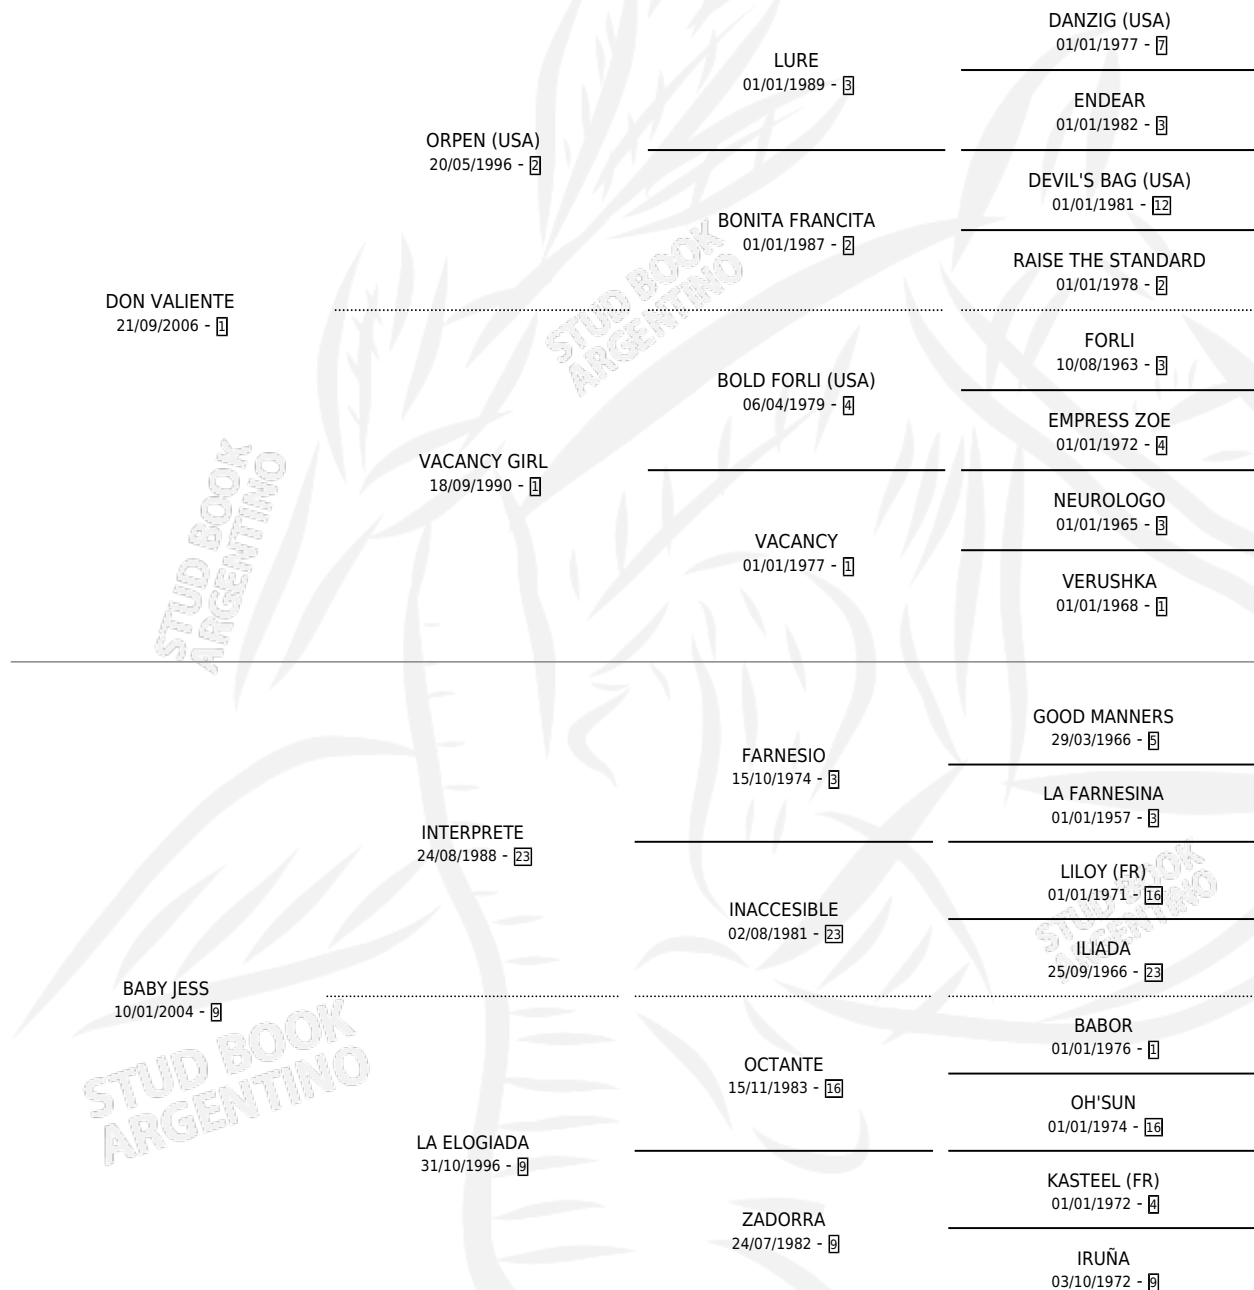 DANZIG (USA)
01/01/1977 - 7
LURE
01/01/1989 - 3
ENDEAR
01/01/1982 - 3
ORPEN (USA)
20/05/1996 - 2
DEVIL'S BAG (USA)
01/01/1981 - 12
BONITA FRANCITA
01/01/1987 - 2
RAISE THE STANDARD
01/01/1978 - 2
DON VALIENTE
21/09/2006 - 1
FORLI
10/08/1963 - 3
BOLD FORLI (USA)
06/04/1979 - 4
EMPRESS ZOE
01/01/1972 - 4
VACANCY GIRL
18/09/1990 - 1
NEUROLOGO
01/01/1965 - 3
VACANCY
01/01/1977 - 1
VERUSHKA
01/01/1968 - 1
GOOD MANNERS
29/03/1966 - 5
FARNESIO
15/10/1974 - 3
LA FARNESINA
01/01/1957 - 3
INTERPRETE
24/08/1988 - 23
LILOY (FR)
01/01/1971 - 16
INACCESIBLE
02/08/1981 - 23
ILIADA
25/09/1966 - 23
BABY JESS
10/01/2004 - 9
BABOR
01/01/1976 - 1
OCTANTE
15/11/1983 - 16
OH'SUN
01/01/1974 - 16
LA ELOGIADA
31/10/1996 - 9
KASTEEL (FR)
01/01/1972 - 4
ZADORRA
24/07/1982 - 9
IRUÑA
03/10/1972 - 9
STUD BOOK
ARGENTINO
STUD BOOK
ARGENTINO
STUD BOOK
ARGENTINO
STUD BOOK
ARGENTINO